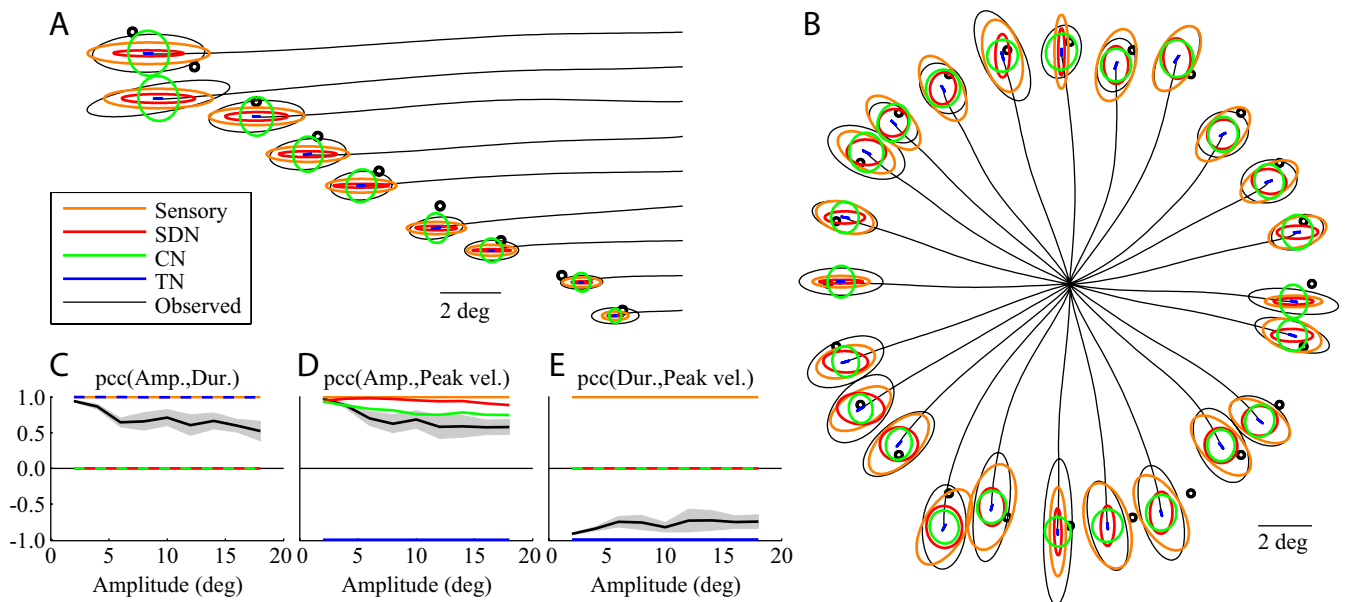 A
B
Sensory
SDN
CN
TN
Observed
2 deg
2 deg
C
D
E
pcc(Amp.,Dur.)
pcc(Amp.,Peak vel.)
pcc(Dur.,Peak vel.)
1.0
0.5
0.0
-0.5
-1.0
0 5 10 15 20
0 5 10 15 20
0 5 10 15 20
Amplitude (deg)
Amplitude (deg)
Amplitude (deg)